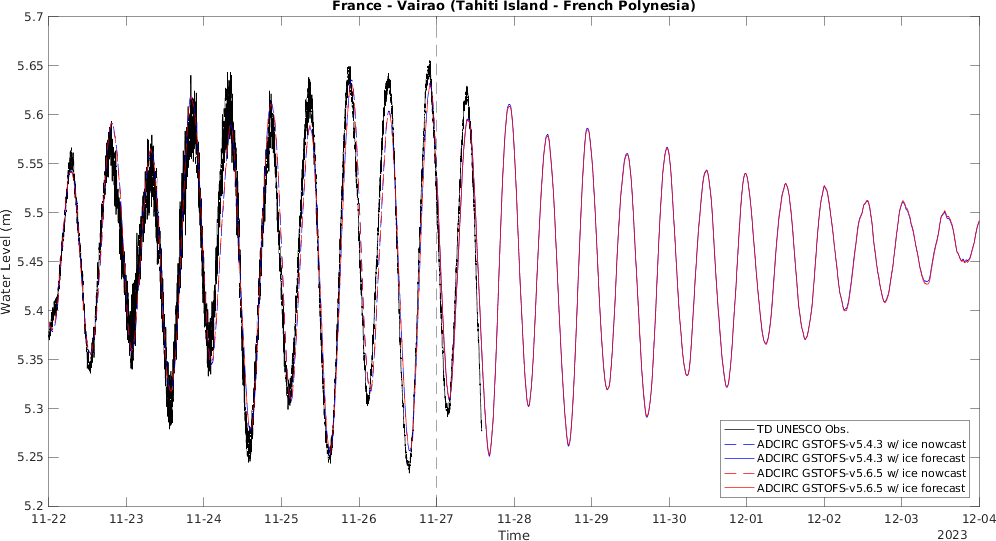 France - Vairao (Tahiti Island - French Polynesia)
5.7
5.65
5.6
5.55
5.5
5.45
5.4
5.35
5.3
5.25
5.2
Water Level (m)
TD UNESCO Obs.
ADCIRC GSTOFS-v5.4.3 w/ ice nowcast
ADCIRC GSTOFS-v5.4.3 w/ ice forecast
ADCIRC GSTOFS-v5.6.5 w/ ice nowcast
ADCIRC GSTOFS-v5.6.5 w/ ice forecast
11-22 11-23 11-24 11-25 11-26 11-27 11-28 11-29 11-30 12-01 12-02 12-03 12-04
Time
2023